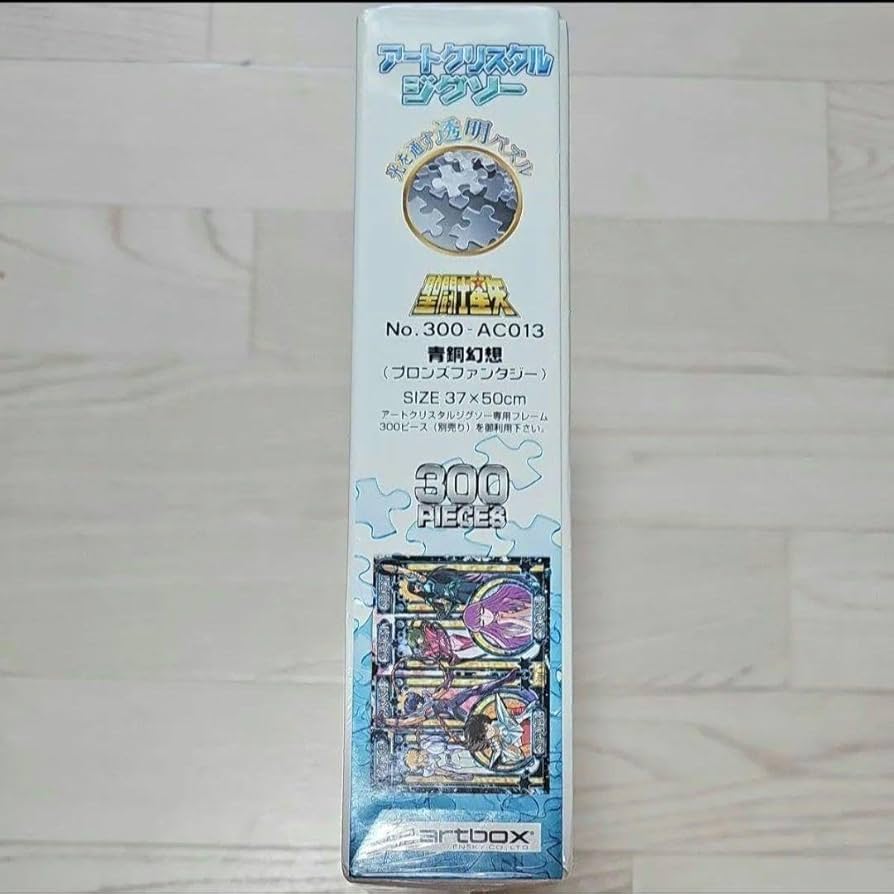 アートクリスタル
ジグソー
光を通す透明パズル
聖闘士星矢
No.300-AC013
青銅幻想
(ブロンズファンタジー)
SIZE 37×50cm
アートクリスタルジグソー専用フレーム
300ピース(別売り)を御利用下さい。
300
PIECES
artbox
ENSKY CO.,LTD.